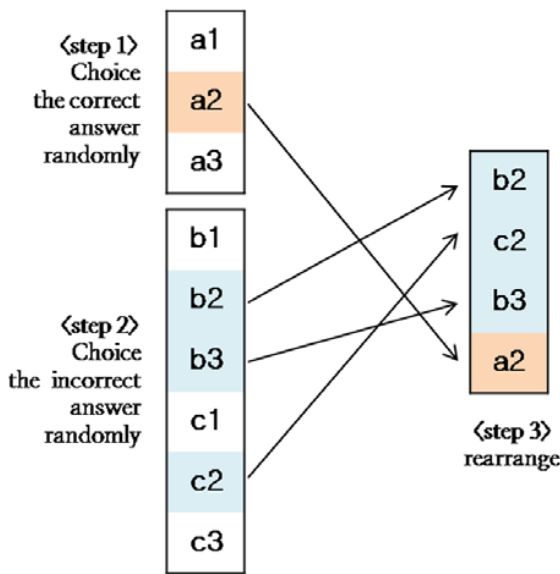 <step 1>
Choice
the correct
answer
randomly
a1
a2
a3
<step 2>
Choice
the incorrect
answer
randomly
b1
b2
b3
c1
c2
c3
b2
c2
b3
a2
<step 3>
rearrange